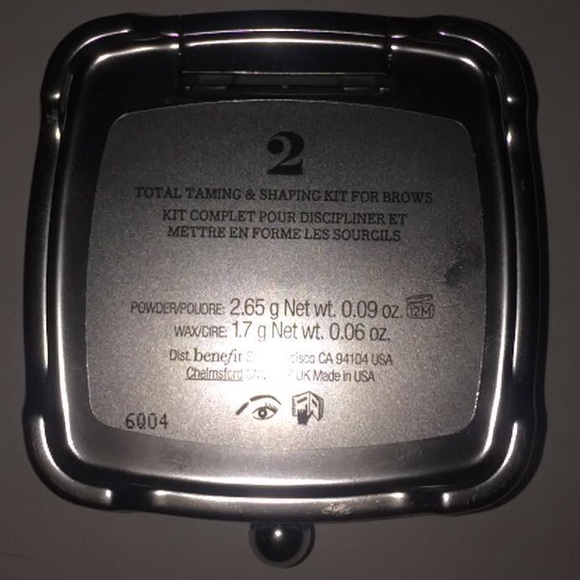 2
TOTAL TAMING & SHAPING KIT FOR BROWS
KIT COMPLET POUR DISCIPLINER ET
METTRE EN FORME LES SOURCILS
POWDER/POUDRE: 2.65 g Net wt. 0.09 oz. 12M
WAX/CIRE: 1.7 g Net wt. 0.06 oz.
Dist. benefit CA 94104 USA
Chelmsford UK Made in USA
6004